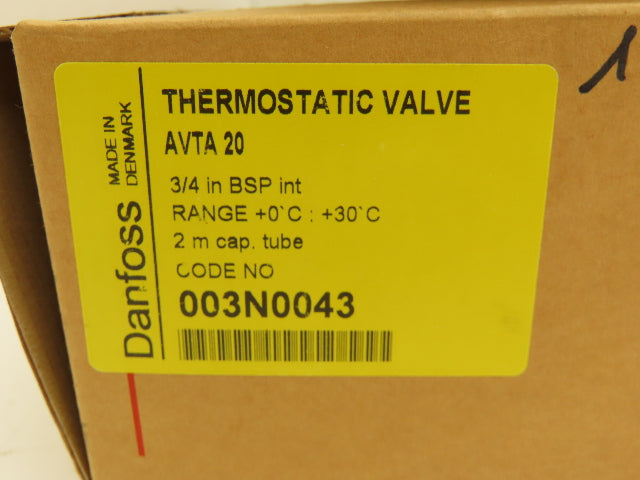 THERMOSTATIC VALVE
AVTA 20
3/4 in BSP int
RANGE +0`C : +30`C
2 m cap. tube
CODE NO
003N0043
Danfoss
MADE IN
DENMARK
1